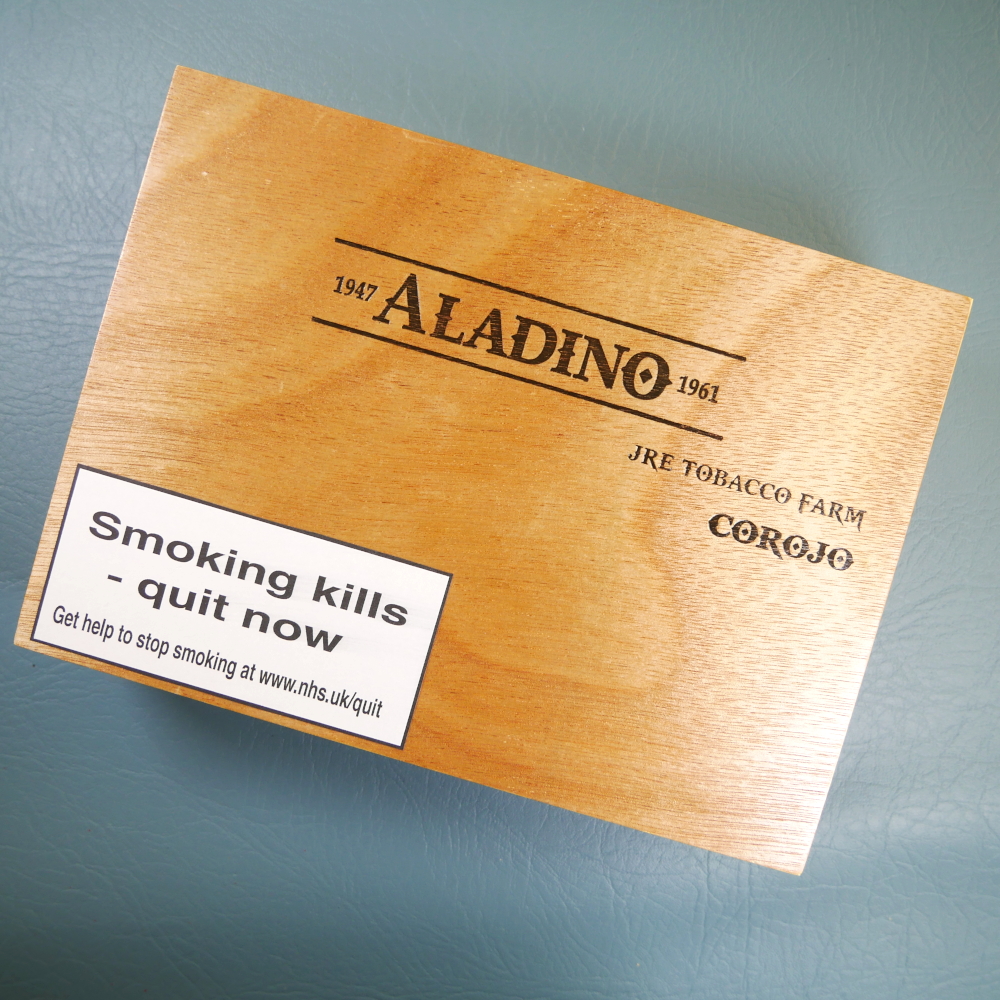 1947 ALADINO 1961
JRE TOBACCO FARM
COROJO
Smoking kills
- quit now
Get help to stop smoking at www.nhs.uk/quit